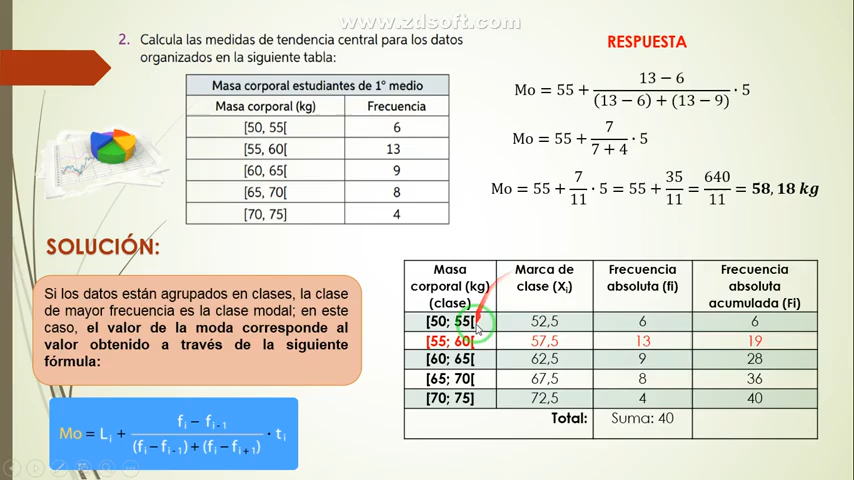 www.zdsoft.com
2. Calcula las medidas de tendencia central para los datos
organizados en la siguiente tabla:
Masa corporal estudiantes de 1° medio
Masa corporal (kg) Frecuencia
[50, 55[ 6
[55, 60[ 13
[60, 65[ 9
[65, 70[ 8
[70, 75] 4
RESPUESTA
Mo = 55 + (13 − 6) / ((13 − 6) + (13 − 9)) · 5
Mo = 55 + 7 / (7 + 4) · 5
Mo = 55 + 7/11 · 5 = 55 + 35/11 = 640/11 = 58, 18 kg
SOLUCIÓN:
Si los datos están agrupados en clases, la clase
de mayor frecuencia es la clase modal; en este
caso, el valor de la moda corresponde al
valor obtenido a través de la siguiente
fórmula:
Mo = Li + (fi − fi-1) / ((fi − fi-1) + (fi − fi+1)) · ti
Masa corporal (kg) (clase) Marca de clase (Xi) Frecuencia absoluta (fi) Frecuencia absoluta acumulada (Fi)
[50; 55[ 52,5 6 6
[55; 60[ 57,5 13 19
[60; 65[ 62,5 9 28
[65; 70[ 67,5 8 36
[70; 75] 72,5 4 40
Total: Suma: 40